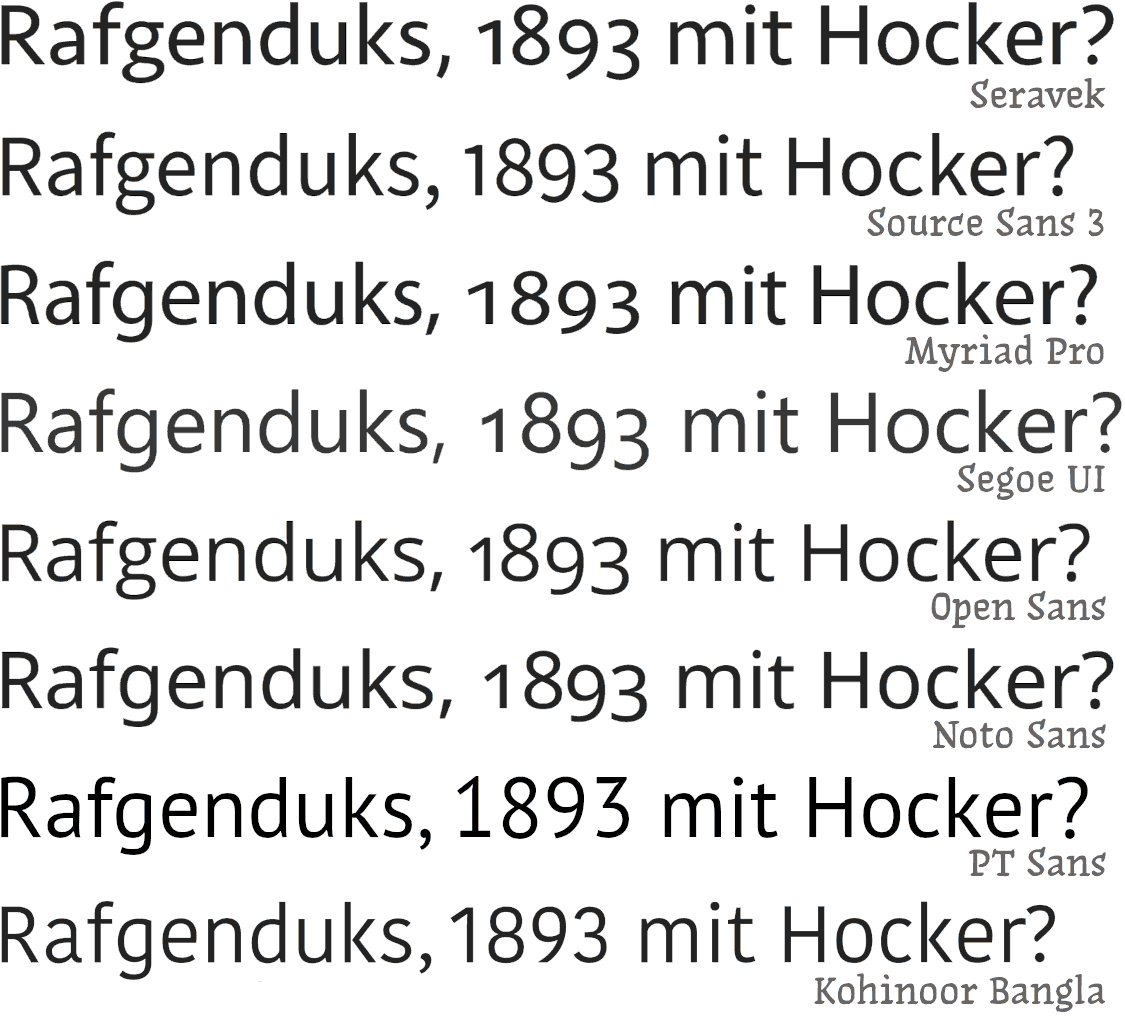 Rafgenduks, 1893 mit Hocker?
Seravek
Rafgenduks, 1893 mit Hocker?
Source Sans 3
Rafgenduks, 1893 mit Hocker?
Myriad Pro
Rafgenduks, 1893 mit Hocker?
Segoe UI
Rafgenduks, 1893 mit Hocker?
Open Sans
Rafgenduks, 1893 mit Hocker?
Noto Sans
Rafgenduks, 1893 mit Hocker?
PT Sans
Rafgenduks, 1893 mit Hocker?
Kohinoor Bangla